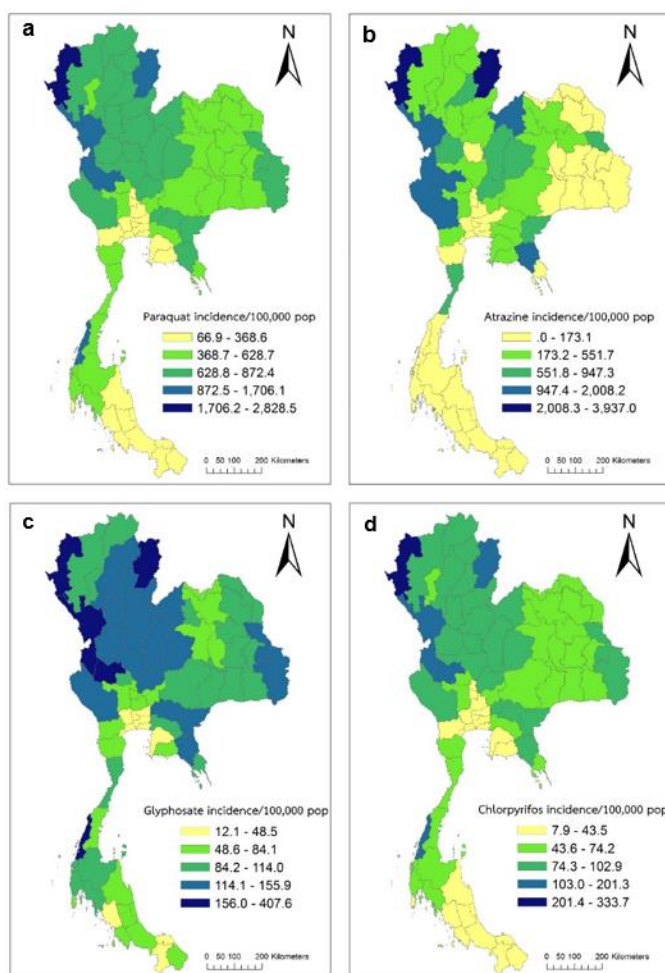 a
N
Paraquat incidence/100,000 pop
66.9 - 368.6
368.7 - 628.7
628.8 - 872.4
872.5 - 1,706.1
1,706.2 - 2,828.5
0 50 100 200 Kilometers
b
N
Atrazine incidence/100,000 pop
.0 - 173.1
173.2 - 551.7
551.8 - 947.3
947.4 - 2,008.2
2,008.3 - 3,937.0
0 50 100 200 Kilometers
c
N
Glyphosate incidence/100,000 pop
12.1 - 48.5
48.6 - 84.1
84.2 - 114.0
114.1 - 155.9
156.0 - 407.6
0 50 100 200 Kilometers
d
N
Chlorpyrifos incidence/100,000 pop
7.9 - 43.5
43.6 - 74.2
74.3 - 102.9
103.0 - 201.3
201.4 - 333.7
0 50 100 200 Kilometers